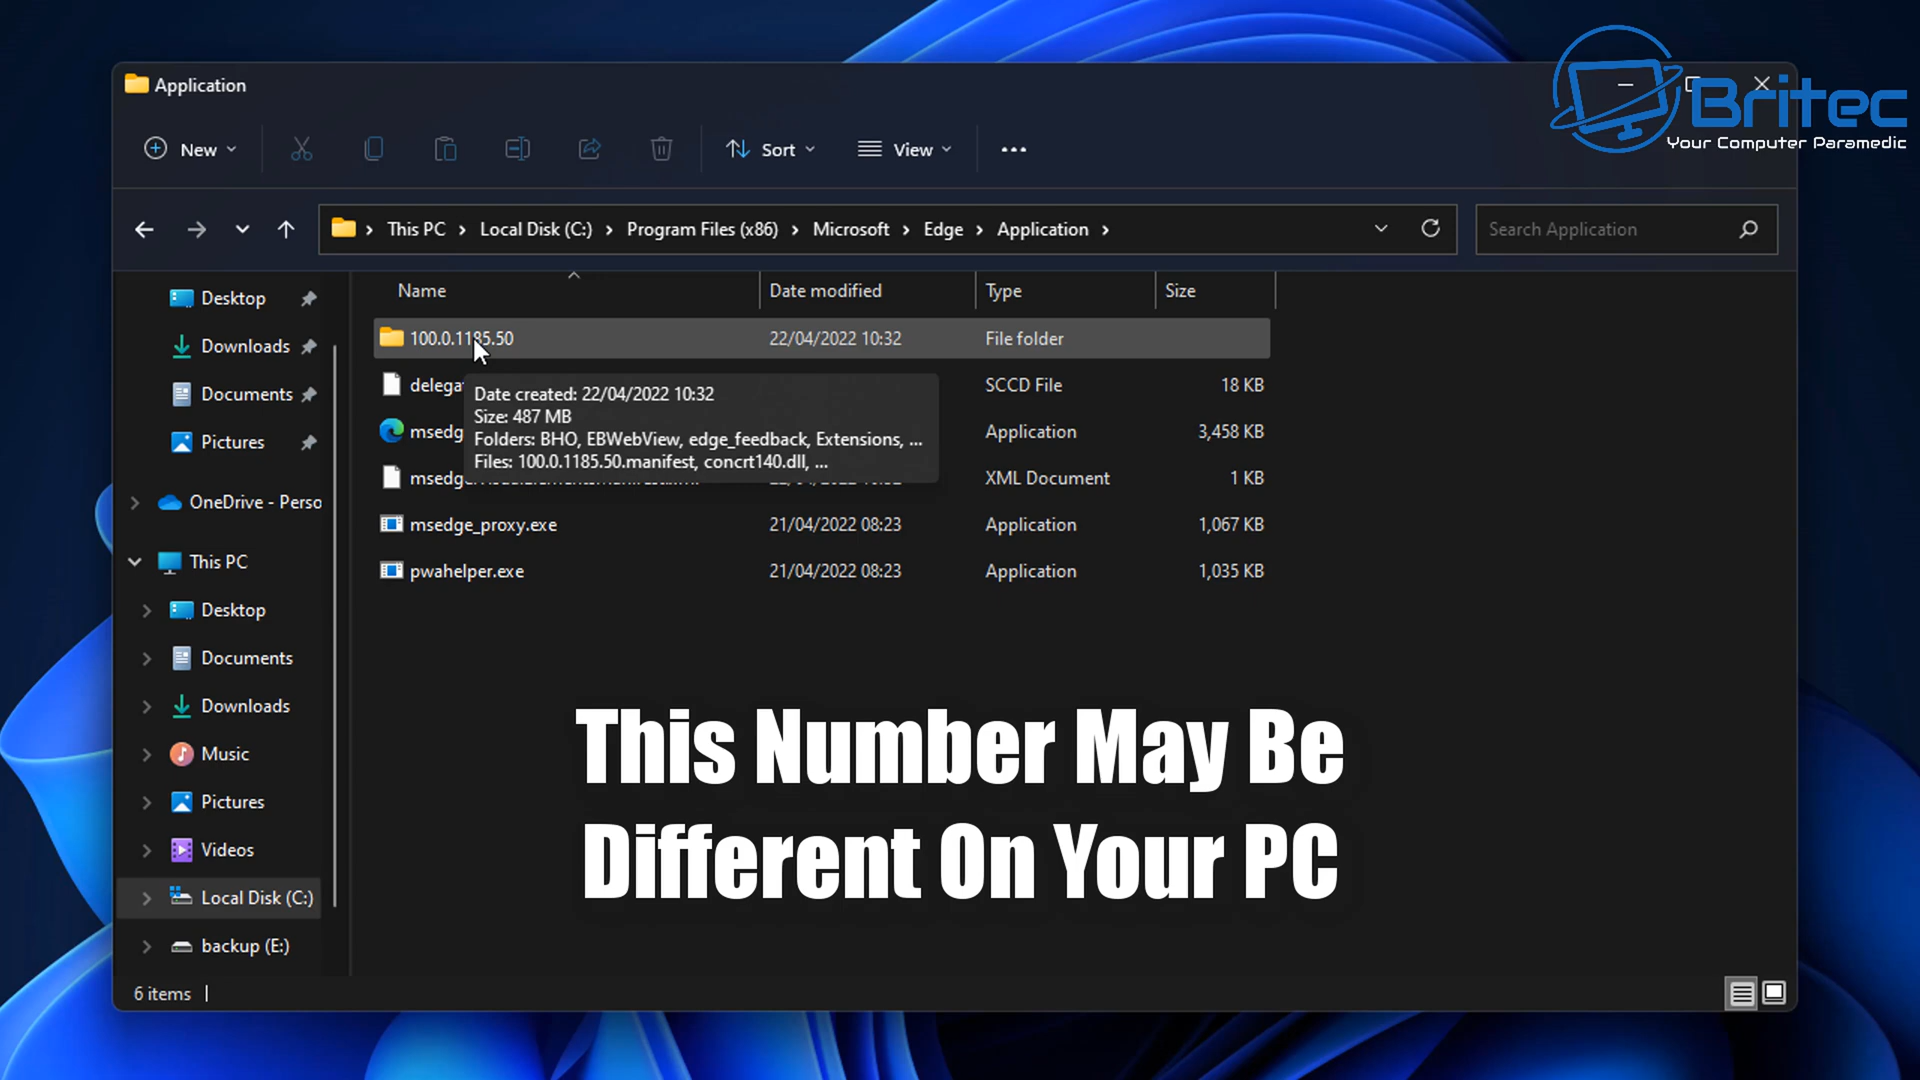 Application
Britec
Your Computer Paramedic
New
Sort
View
This PC > Local Disk (C:) > Program Files (x86) > Microsoft > Edge > Application >
Search Application
Name Date modified Type Size
100.0.1185.50 22/04/2022 10:32 File folder
SCCD File 18 KB
Application 3,458 KB
XML Document 1 KB
msedge_proxy.exe 21/04/2022 08:23 Application 1,067 KB
pwahelper.exe 21/04/2022 08:23 Application 1,035 KB
Date created: 22/04/2022 10:32
Size: 487 MB
Folders: BHO, EBWebView, edge_feedback, Extensions, ...
Files: 100.0.1185.50.manifest, concrt140.dll, ...
Desktop
Downloads
Documents
Pictures
OneDrive - Perso
This PC
Desktop
Documents
Downloads
Music
Pictures
Videos
Local Disk (C:)
backup (E:)
This Number May Be
Different On Your PC
6 items